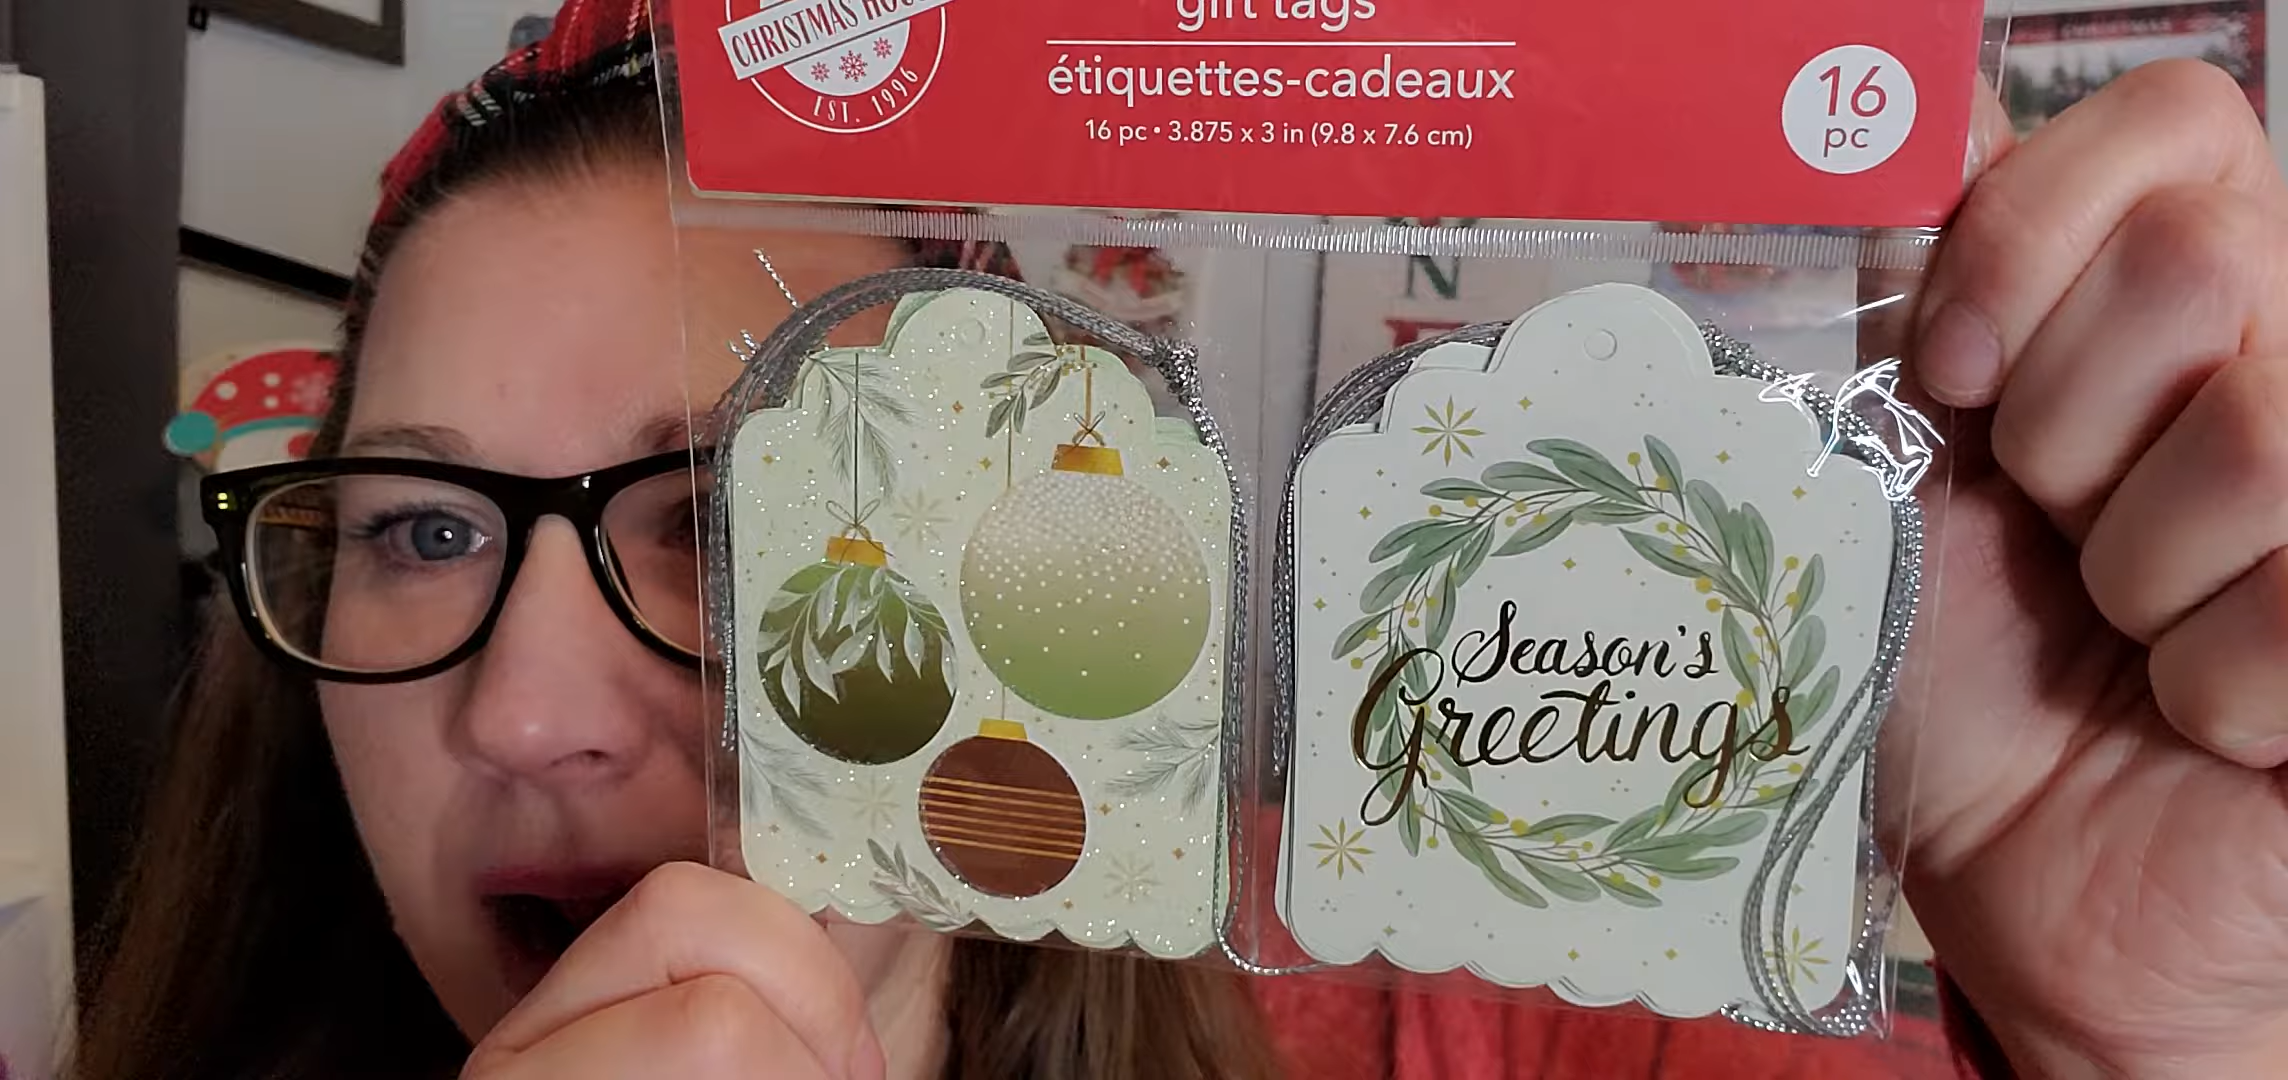 CHRISTMAS HOUSE
EST. 1996
gift tags
étiquettes-cadeaux
16 pc • 3.875 x 3 in (9.8 x 7.6 cm)
16
pc
N
Season's
Greetings